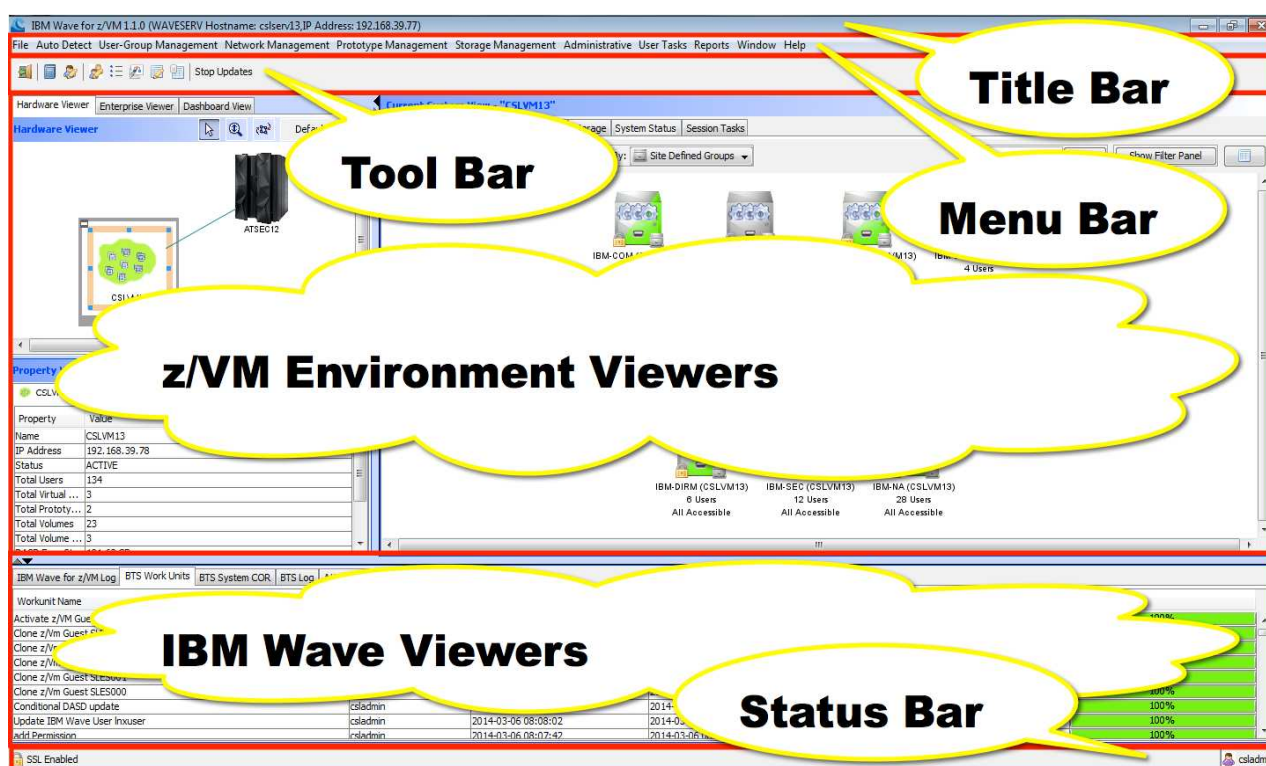 IBM Wave for z/VM 1.1.0 (WAVESERV Hostname: cslserv13,IP Address: 192.168.39.77)
File Auto Detect User-Group Management Network Management Prototype Management Storage Management Administrative User Tasks Reports Window Help
Stop Updates
Title Bar
Tool Bar
Menu Bar
Hardware Viewer Enterprise Viewer Dashboard View
Hardware Viewer
System Status Session Tasks
Site Defined Groups
Show Filter Panel
ATSEC12
4 Users
z/VM Environment Viewers
Property
Property Value
Name CSLVM13
IP Address 192.168.39.78
Status ACTIVE
Total Users 134
Total Virtual ... 3
Total Prototy... 2
Total Volumes 23
Total Volume ... 3
IBM-DIRM (CSLVM13) IBM-SEC (CSLVM13) IBM-NA (CSLVM13)
6 Users 12 Users 28 Users
All Accessible All Accessible All Accessible
IBM Wave for z/VM Log BTS Work Units BTS System COR BTS Log
Workunit Name
Activate z/VM
100%
Clone z/Vm Guest
IBM Wave Viewers
Clone z/Vm Guest SLES000
100%
Conditional DASD update csladmin 100%
Update IBM Wave User lnxuser csladmin 2014-03-06 08:08:02 100%
add Permission csladmin 2014-03-06 08:07:42 100%
Status Bar
SSL Enabled